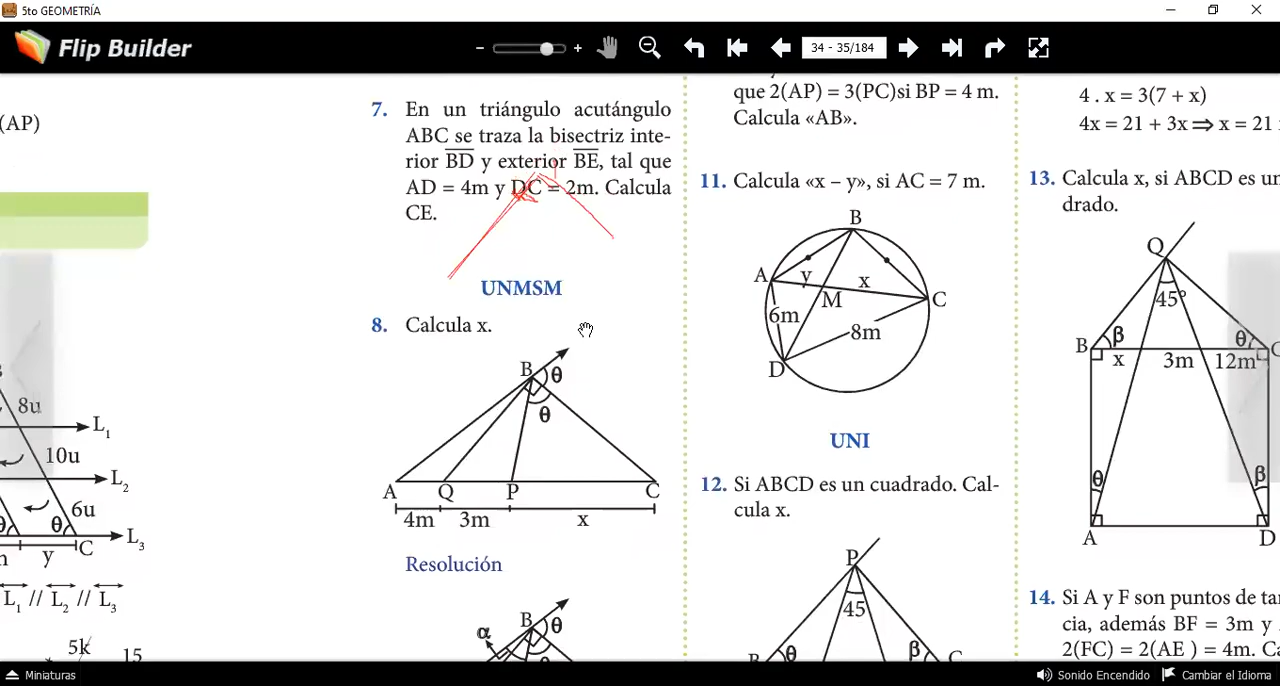 5to GEOMETRÍA
Flip Builder
34 - 35/184
(AP)
8u
L1
10u
L2
6u
θ
θ
L3
y
C
L1 // L2 // L3
5k
15
7. En un triángulo acutángulo
ABC se traza la bisectriz inte-
rior BD y exterior BE, tal que
AD = 4m y DC = 2m. Calcula
CE.
UNMSM
8. Calcula x.
B
θ
θ
A
Q
P
C
4m
3m
x
Resolución
B
θ
α
que 2(AP) = 3(PC)si BP = 4 m.
Calcula «AB».
11. Calcula «x – y», si AC = 7 m.
B
A
y
x
M
C
6m
8m
D
UNI
12. Si ABCD es un cuadrado. Cal-
cula x.
P
45
θ
β
4 . x = 3(7 + x)
4x = 21 + 3x ⇒ x = 21
13. Calcula x, si ABCD es un
drado.
Q
45°
B
β
θ
x
3m
12m
θ
β
A
D
14. Si A y F son puntos de tan
cia, además BF = 3m y
2(FC) = 2(AE ) = 4m. Ca
Miniaturas
Sonido Encendido
Cambiar el Idioma